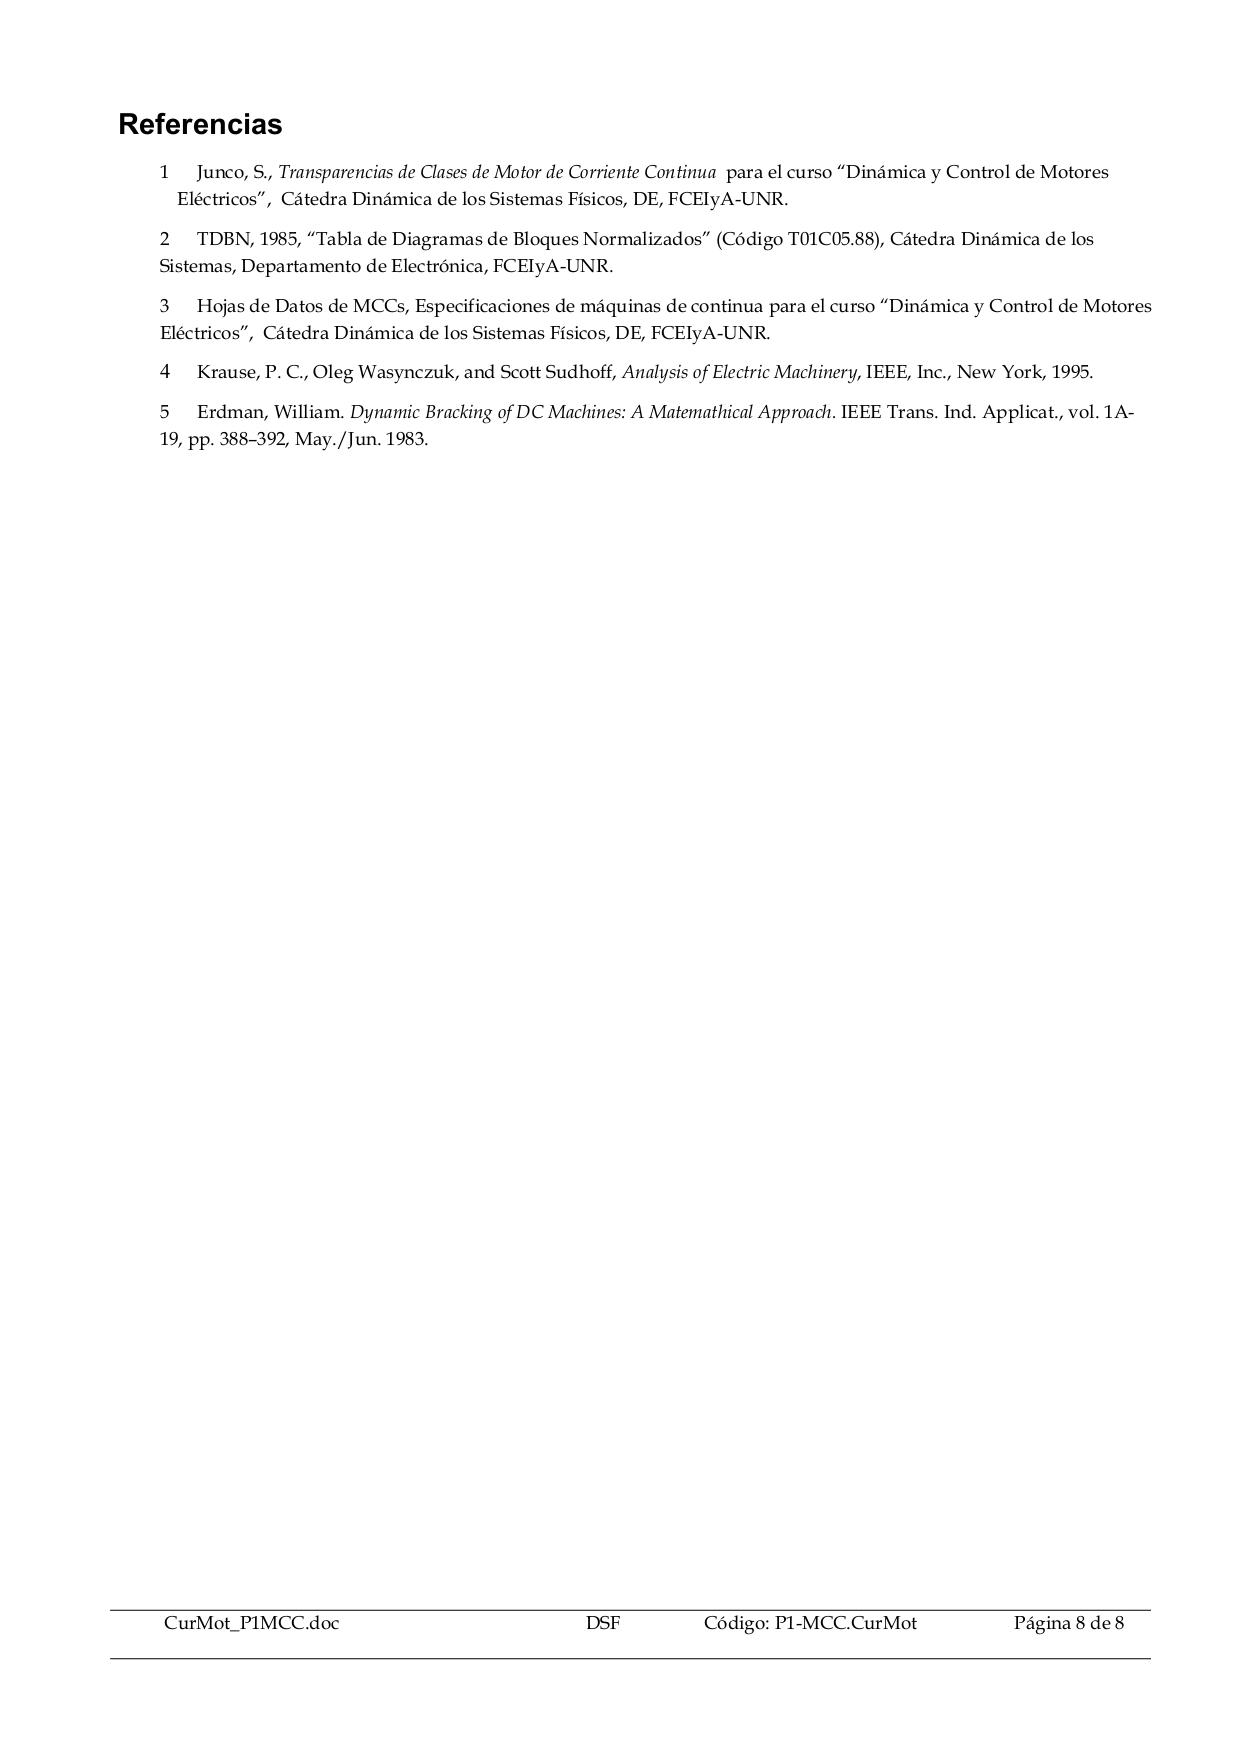 Referencias
1 Junco, S., Transparencias de Clases de Motor de Corriente Continua para el curso “Dinámica y Control de Motores
Eléctricos”, Cátedra Dinámica de los Sistemas Físicos, DE, FCEIyA-UNR.
2 TDBN, 1985, “Tabla de Diagramas de Bloques Normalizados” (Código T01C05.88), Cátedra Dinámica de los
Sistemas, Departamento de Electrónica, FCEIyA-UNR.
3 Hojas de Datos de MCCs, Especificaciones de máquinas de continua para el curso “Dinámica y Control de Motores
Eléctricos”, Cátedra Dinámica de los Sistemas Físicos, DE, FCEIyA-UNR.
4 Krause, P. C., Oleg Wasynczuk, and Scott Sudhoff, Analysis of Electric Machinery, IEEE, Inc., New York, 1995.
5 Erdman, William. Dynamic Bracking of DC Machines: A Matemathical Approach. IEEE Trans. Ind. Applicat., vol. 1A-
19, pp. 388–392, May./Jun. 1983.
CurMot_P1MCC.doc DSF Código: P1-MCC.CurMot Página 8 de 8